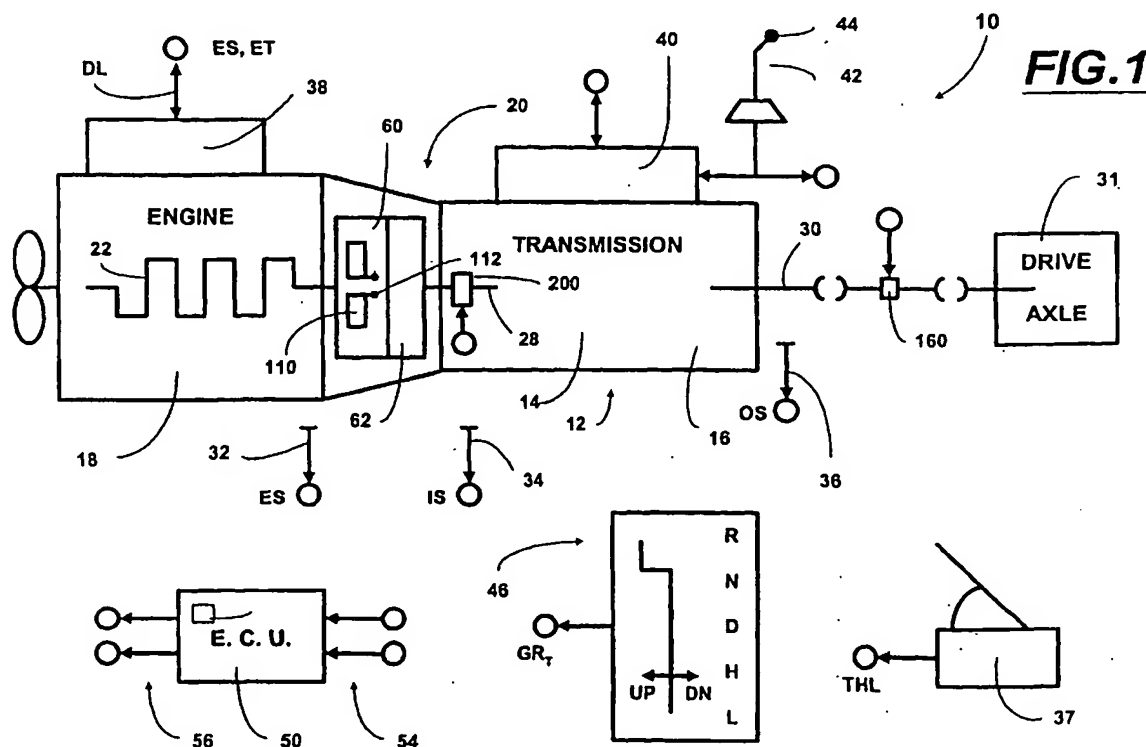 FIG.1
44
10
ES, ET
DL
38
20
40
42
60
31
ENGINE
22
112
TRANSMISSION
200
30
DRIVE
AXLE
28
110
160
14
62
12
16
OS
36
18
32
34
ES
IS
R
N
D
H
L
46
GR_T
UP
DN
THL
37
E. C. U.
56
50
54